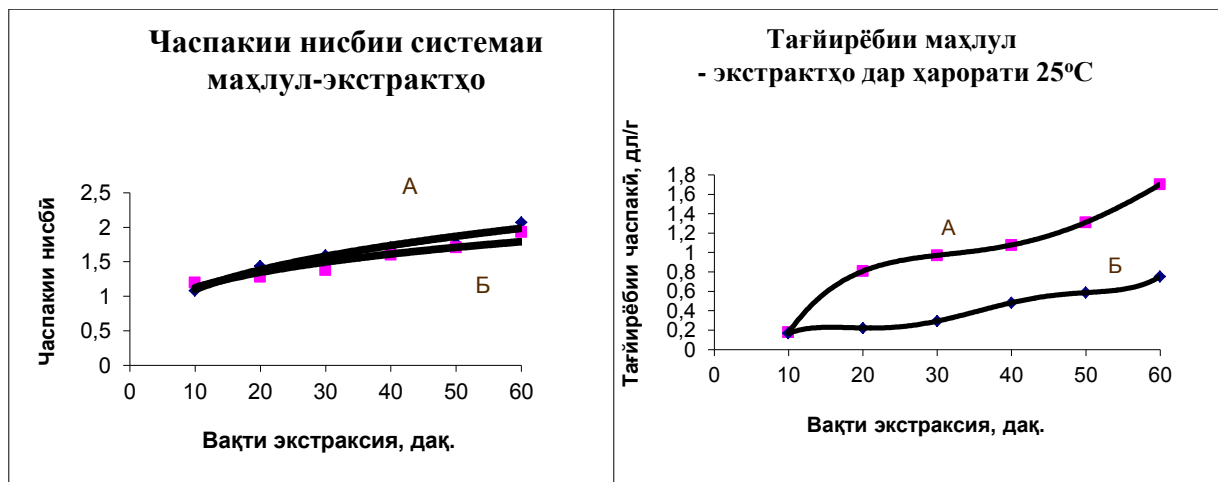 Часпакии нисбии системаи
маҳлул-экстрактҳо
Часпакии нисбӣ
2,5
2
1,5
1
0,5
0
А
Б
0 10 20 30 40 50 60
Вақти экстраксия, дақ.
Тағйирёбии маҳлул
- экстрактҳо дар ҳарорати 25°С
Тағйирёбии часпакӣ, дл/г
1,8
1,6
1,4
1,2
1
0,8
0,6
0,4
0,2
0
А
Б
0 10 20 30 40 50 60
Вақти экстраксия, дақ.